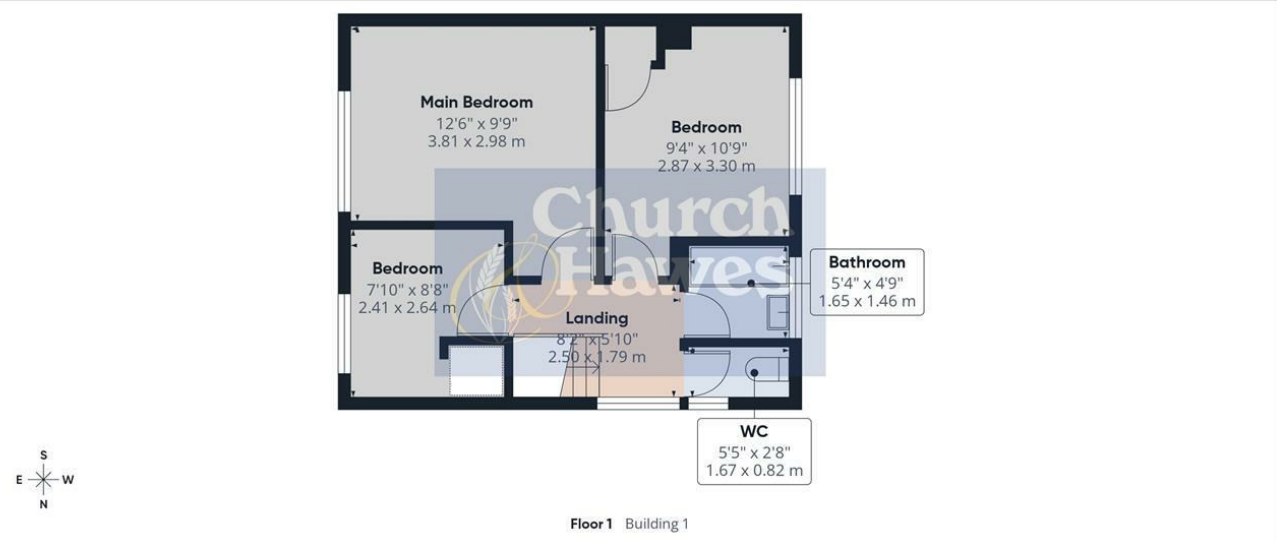 Main Bedroom
12'6" x 9'9"
3.81 x 2.98 m
Bedroom
9'4" x 10'9"
2.87 x 3.30 m
Church
Hawes
Bedroom
7'10" x 8'8"
2.41 x 2.64 m
Bathroom
5'4" x 4'9"
1.65 x 1.46 m
Landing
8'2" x 5'10"
2.50 x 1.79 m
WC
5'5" x 2'8"
1.67 x 0.82 m
S
E W
N
Floor 1 Building 1